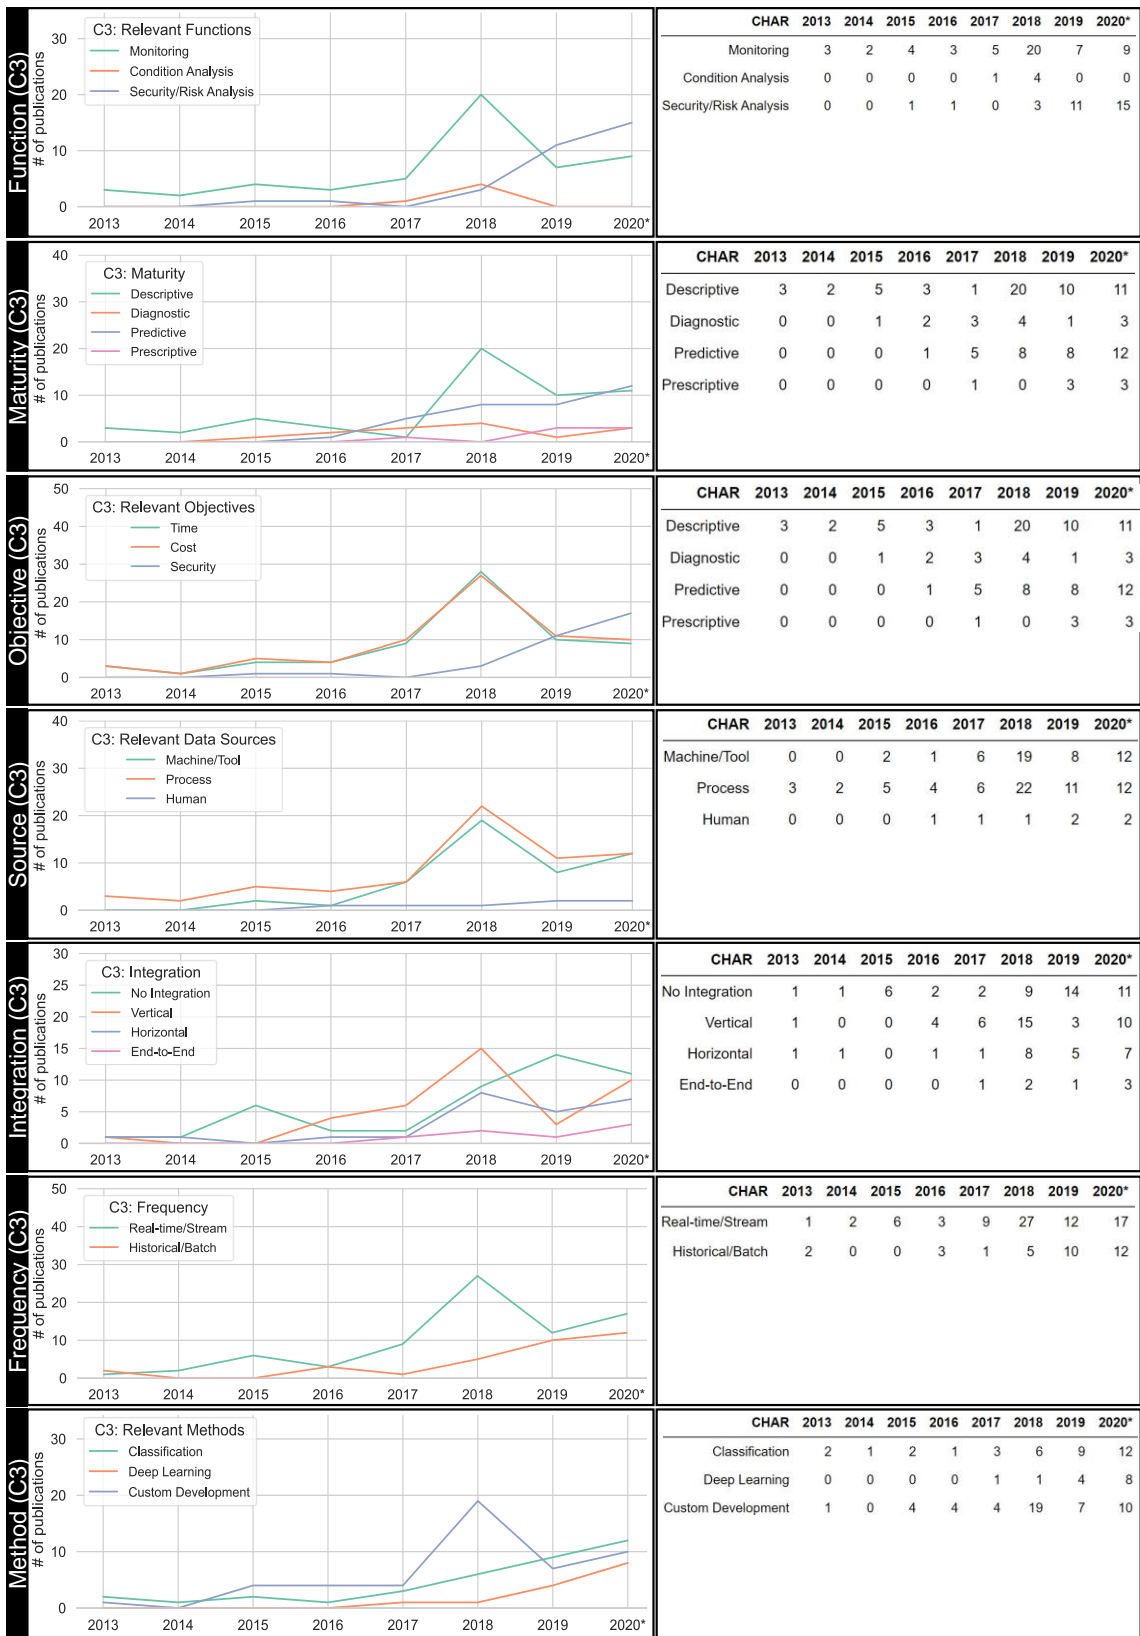 Function (C3)
# of publications
C3: Relevant Functions
Monitoring
Condition Analysis
Security/Risk Analysis
30
20
10
0
2013 2014 2015 2016 2017 2018 2019 2020*
CHAR 2013 2014 2015 2016 2017 2018 2019 2020*
Monitoring 3 2 4 3 5 20 7 9
Condition Analysis 0 0 0 0 1 4 0 0
Security/Risk Analysis 0 0 1 1 0 3 11 15
Maturity (C3)
# of publications
C3: Maturity
Descriptive
Diagnostic
Predictive
Prescriptive
40
30
20
10
0
2013 2014 2015 2016 2017 2018 2019 2020*
CHAR 2013 2014 2015 2016 2017 2018 2019 2020*
Descriptive 3 2 5 3 1 20 10 11
Diagnostic 0 0 1 2 3 4 1 3
Predictive 0 0 0 1 5 8 8 12
Prescriptive 0 0 0 0 1 0 3 3
Objective (C3)
# of publications
C3: Relevant Objectives
Time
Cost
Security
50
40
30
20
10
0
2013 2014 2015 2016 2017 2018 2019 2020*
CHAR 2013 2014 2015 2016 2017 2018 2019 2020*
Descriptive 3 2 5 3 1 20 10 11
Diagnostic 0 0 1 2 3 4 1 3
Predictive 0 0 0 1 5 8 8 12
Prescriptive 0 0 0 0 1 0 3 3
Source (C3)
# of publications
C3: Relevant Data Sources
Machine/Tool
Process
Human
40
30
20
10
0
2013 2014 2015 2016 2017 2018 2019 2020*
CHAR 2013 2014 2015 2016 2017 2018 2019 2020*
Machine/Tool 0 0 2 1 6 19 8 12
Process 3 2 5 4 6 22 11 12
Human 0 0 0 1 1 1 2 2
Integration (C3)
# of publications
C3: Integration
No Integration
Vertical
Horizontal
End-to-End
30
25
20
15
10
5
0
2013 2014 2015 2016 2017 2018 2019 2020*
CHAR 2013 2014 2015 2016 2017 2018 2019 2020*
No Integration 1 1 6 2 2 9 14 11
Vertical 1 0 0 4 6 15 3 10
Horizontal 1 1 0 1 1 8 5 7
End-to-End 0 0 0 0 1 2 1 3
Frequency (C3)
# of publications
C3: Frequency
Real-time/Stream
Historical/Batch
50
40
30
20
10
0
2013 2014 2015 2016 2017 2018 2019 2020*
CHAR 2013 2014 2015 2016 2017 2018 2019 2020*
Real-time/Stream 1 2 6 3 9 27 12 17
Historical/Batch 2 0 0 3 1 5 10 12
Method (C3)
# of publications
C3: Relevant Methods
Classification
Deep Learning
Custom Development
30
20
10
0
2013 2014 2015 2016 2017 2018 2019 2020*
CHAR 2013 2014 2015 2016 2017 2018 2019 2020*
Classification 2 1 2 1 3 6 9 12
Deep Learning 0 0 0 0 1 1 4 8
Custom Development 1 0 4 4 4 19 7 10